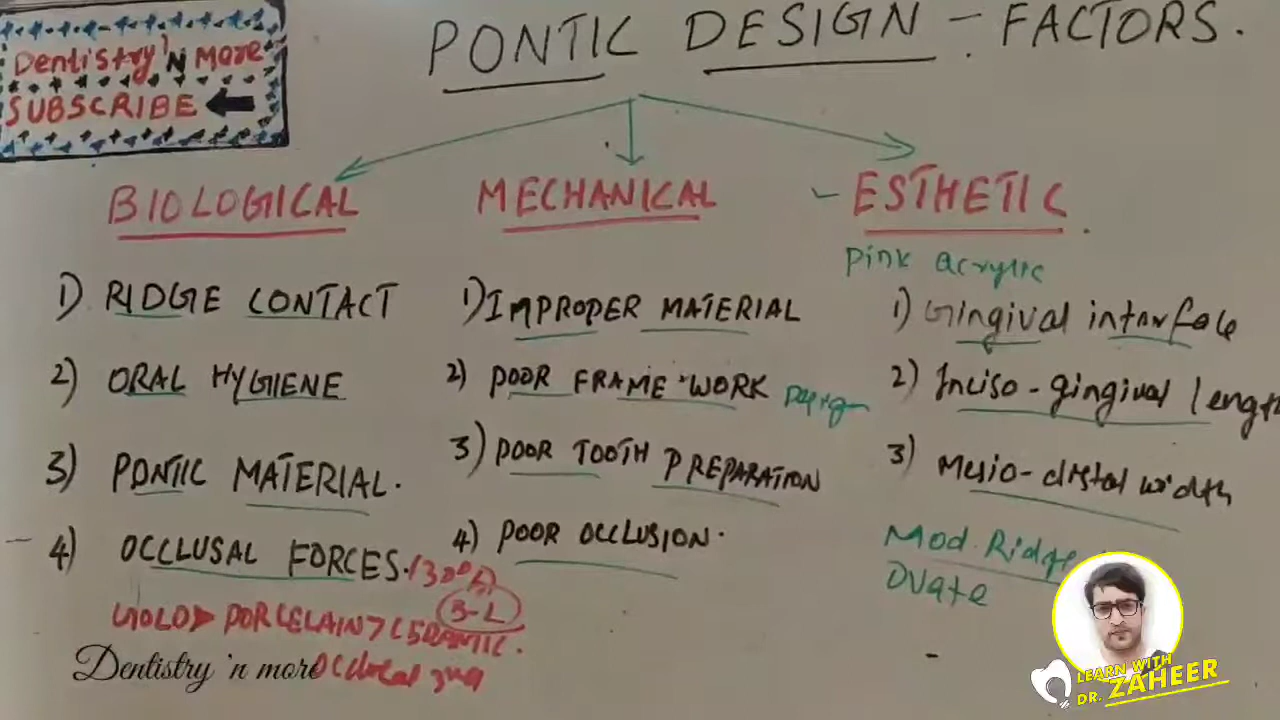 Dentistry 'N More
SUBSCRIBE
PONTIC DESIGN - FACTORS.
BIOLOGICAL
1) RIDGE CONTACT
2) ORAL HYGIENE
3) PONTIC MATERIAL.
4) OCCLUSAL FORCES.
GOLD > PORCELAIN > CERAMIC.
B-L
Occlusal
MECHANICAL
1) IMPROPER MATERIAL
2) POOR FRAME WORK
3) POOR TOOTH PREPARATION
4) POOR OCCLUSION.
- ESTHETIC
Pink acrylic
1) Gingival interface
2) Inciso-gingival length
3) Mesio-distal width
Mod. Ridge
Ovate
Dentistry 'n more
LEARN WITH
DR. ZAHEER